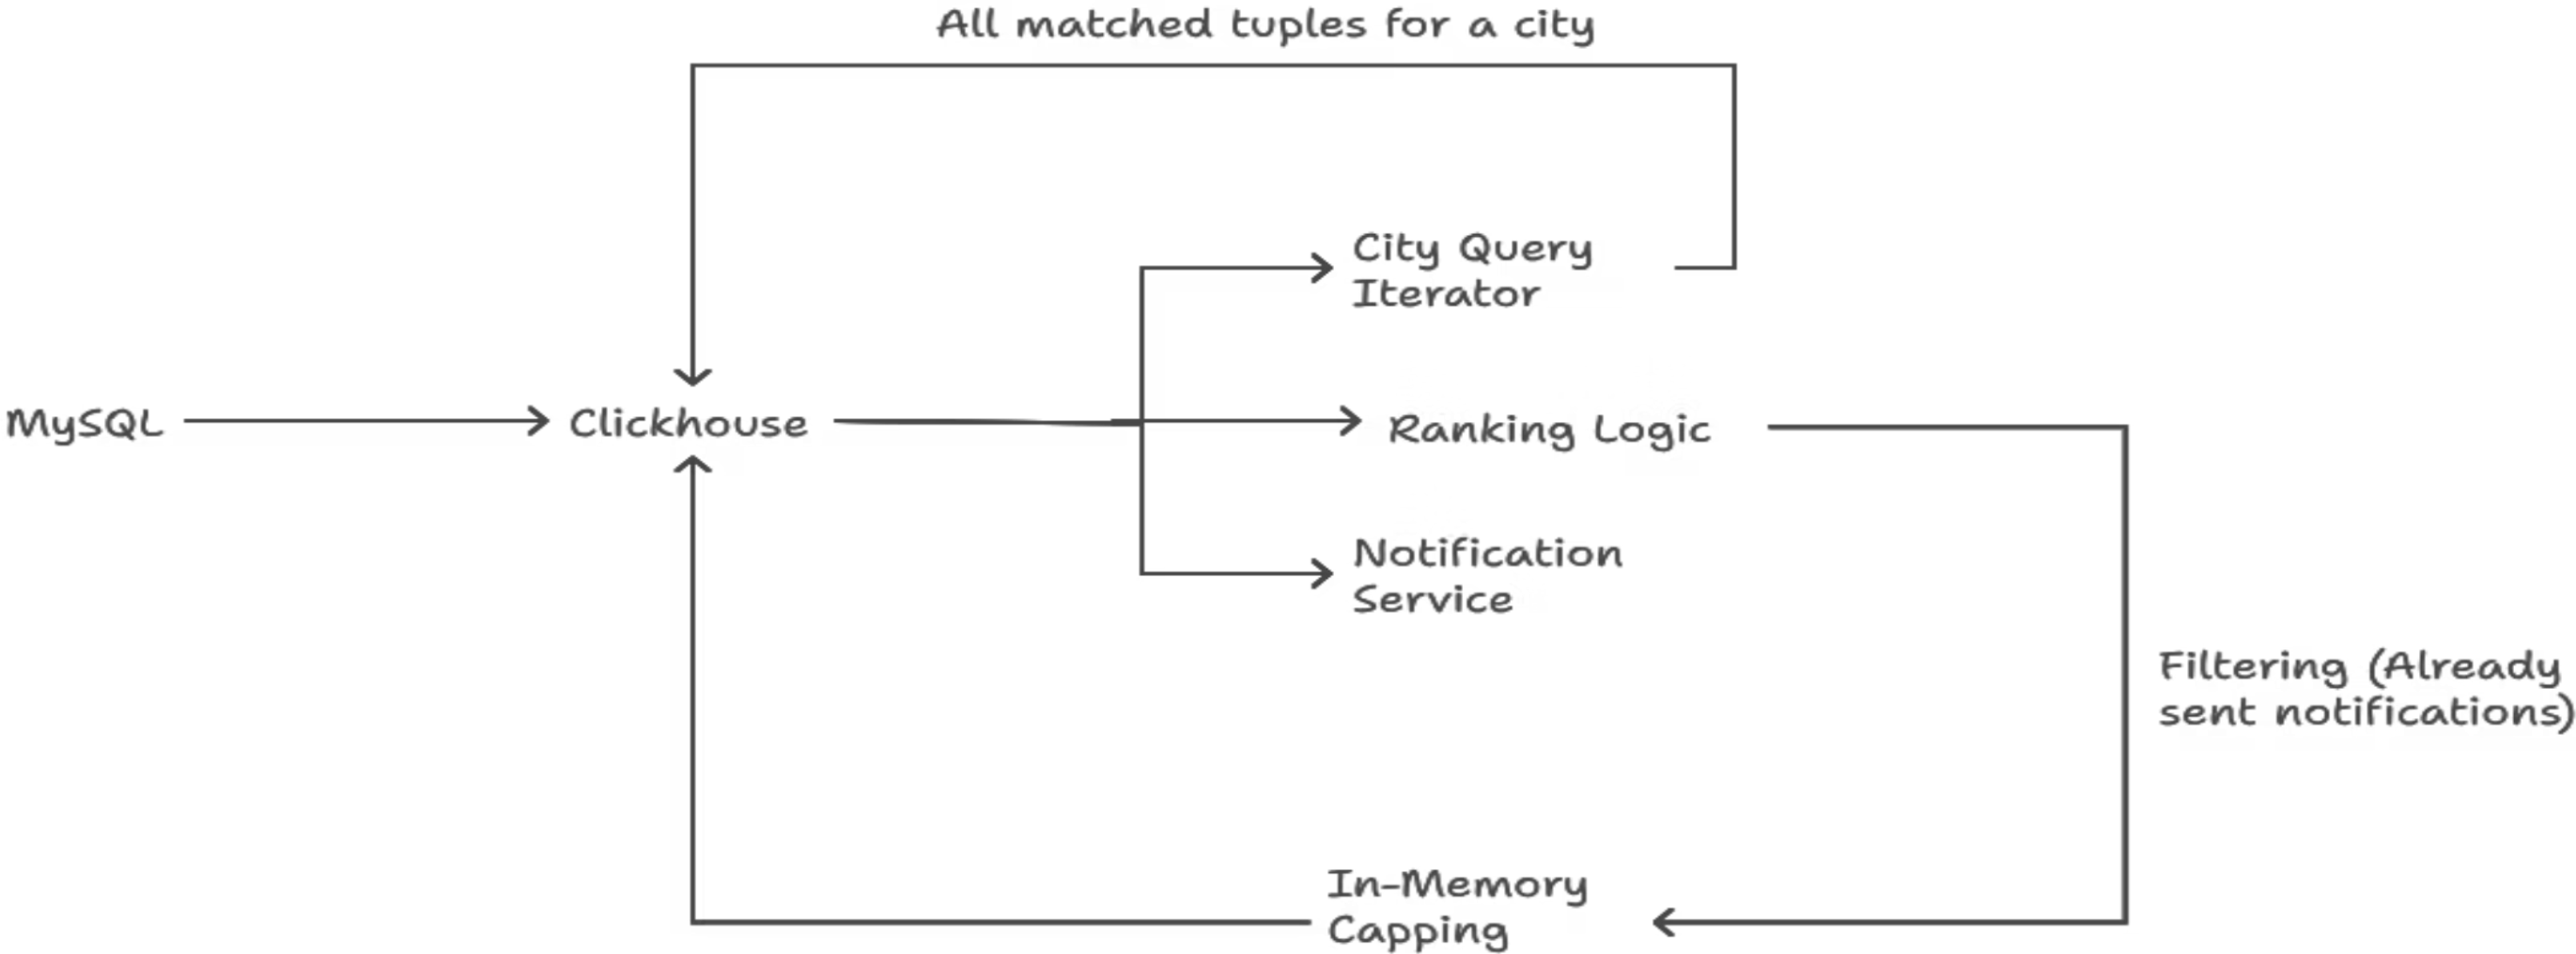 All matched tuples for a city
City Query
Iterator
MySQL
Clickhouse
Ranking Logic
Notification
Service
Filtering (Already
sent notifications)
In-Memory
Capping